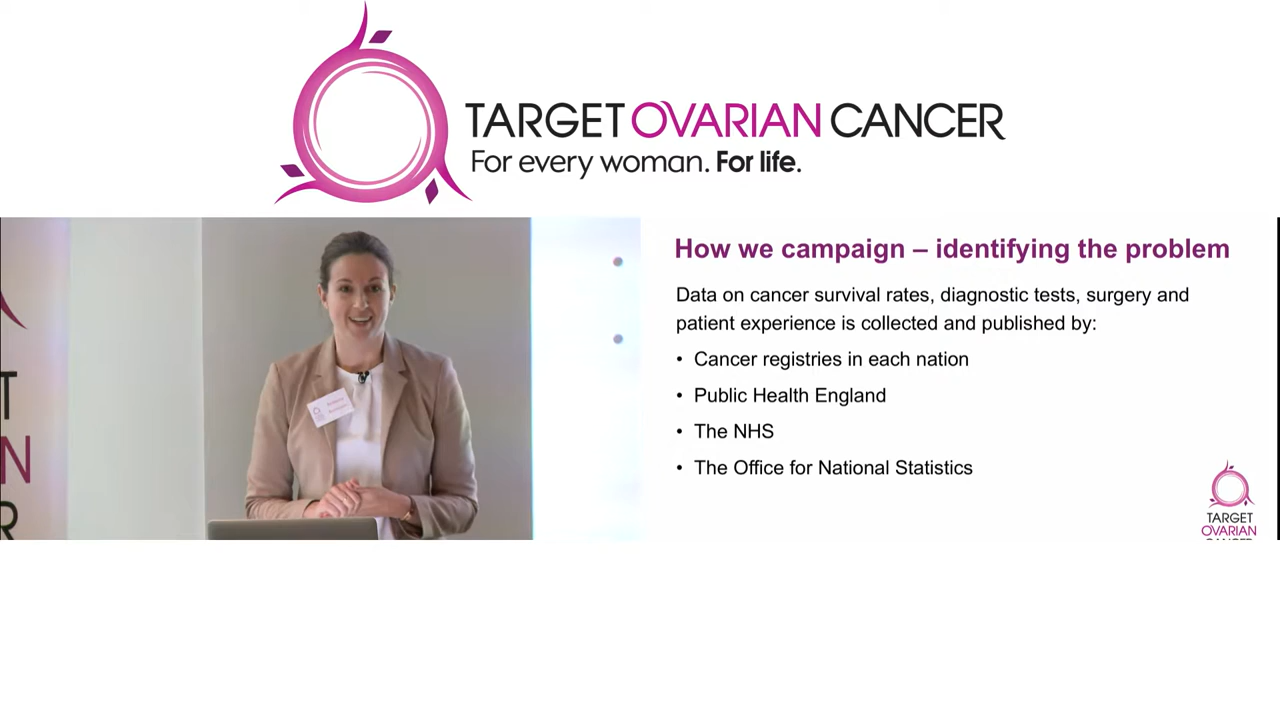 TARGET OVARIAN CANCER
For every woman. For life.
How we campaign – identifying the problem
Data on cancer survival rates, diagnostic tests, surgery and
patient experience is collected and published by:
• Cancer registries in each nation
• Public Health England
• The NHS
• The Office for National Statistics
TARGET
OVARIAN
CANCER
T
N
R